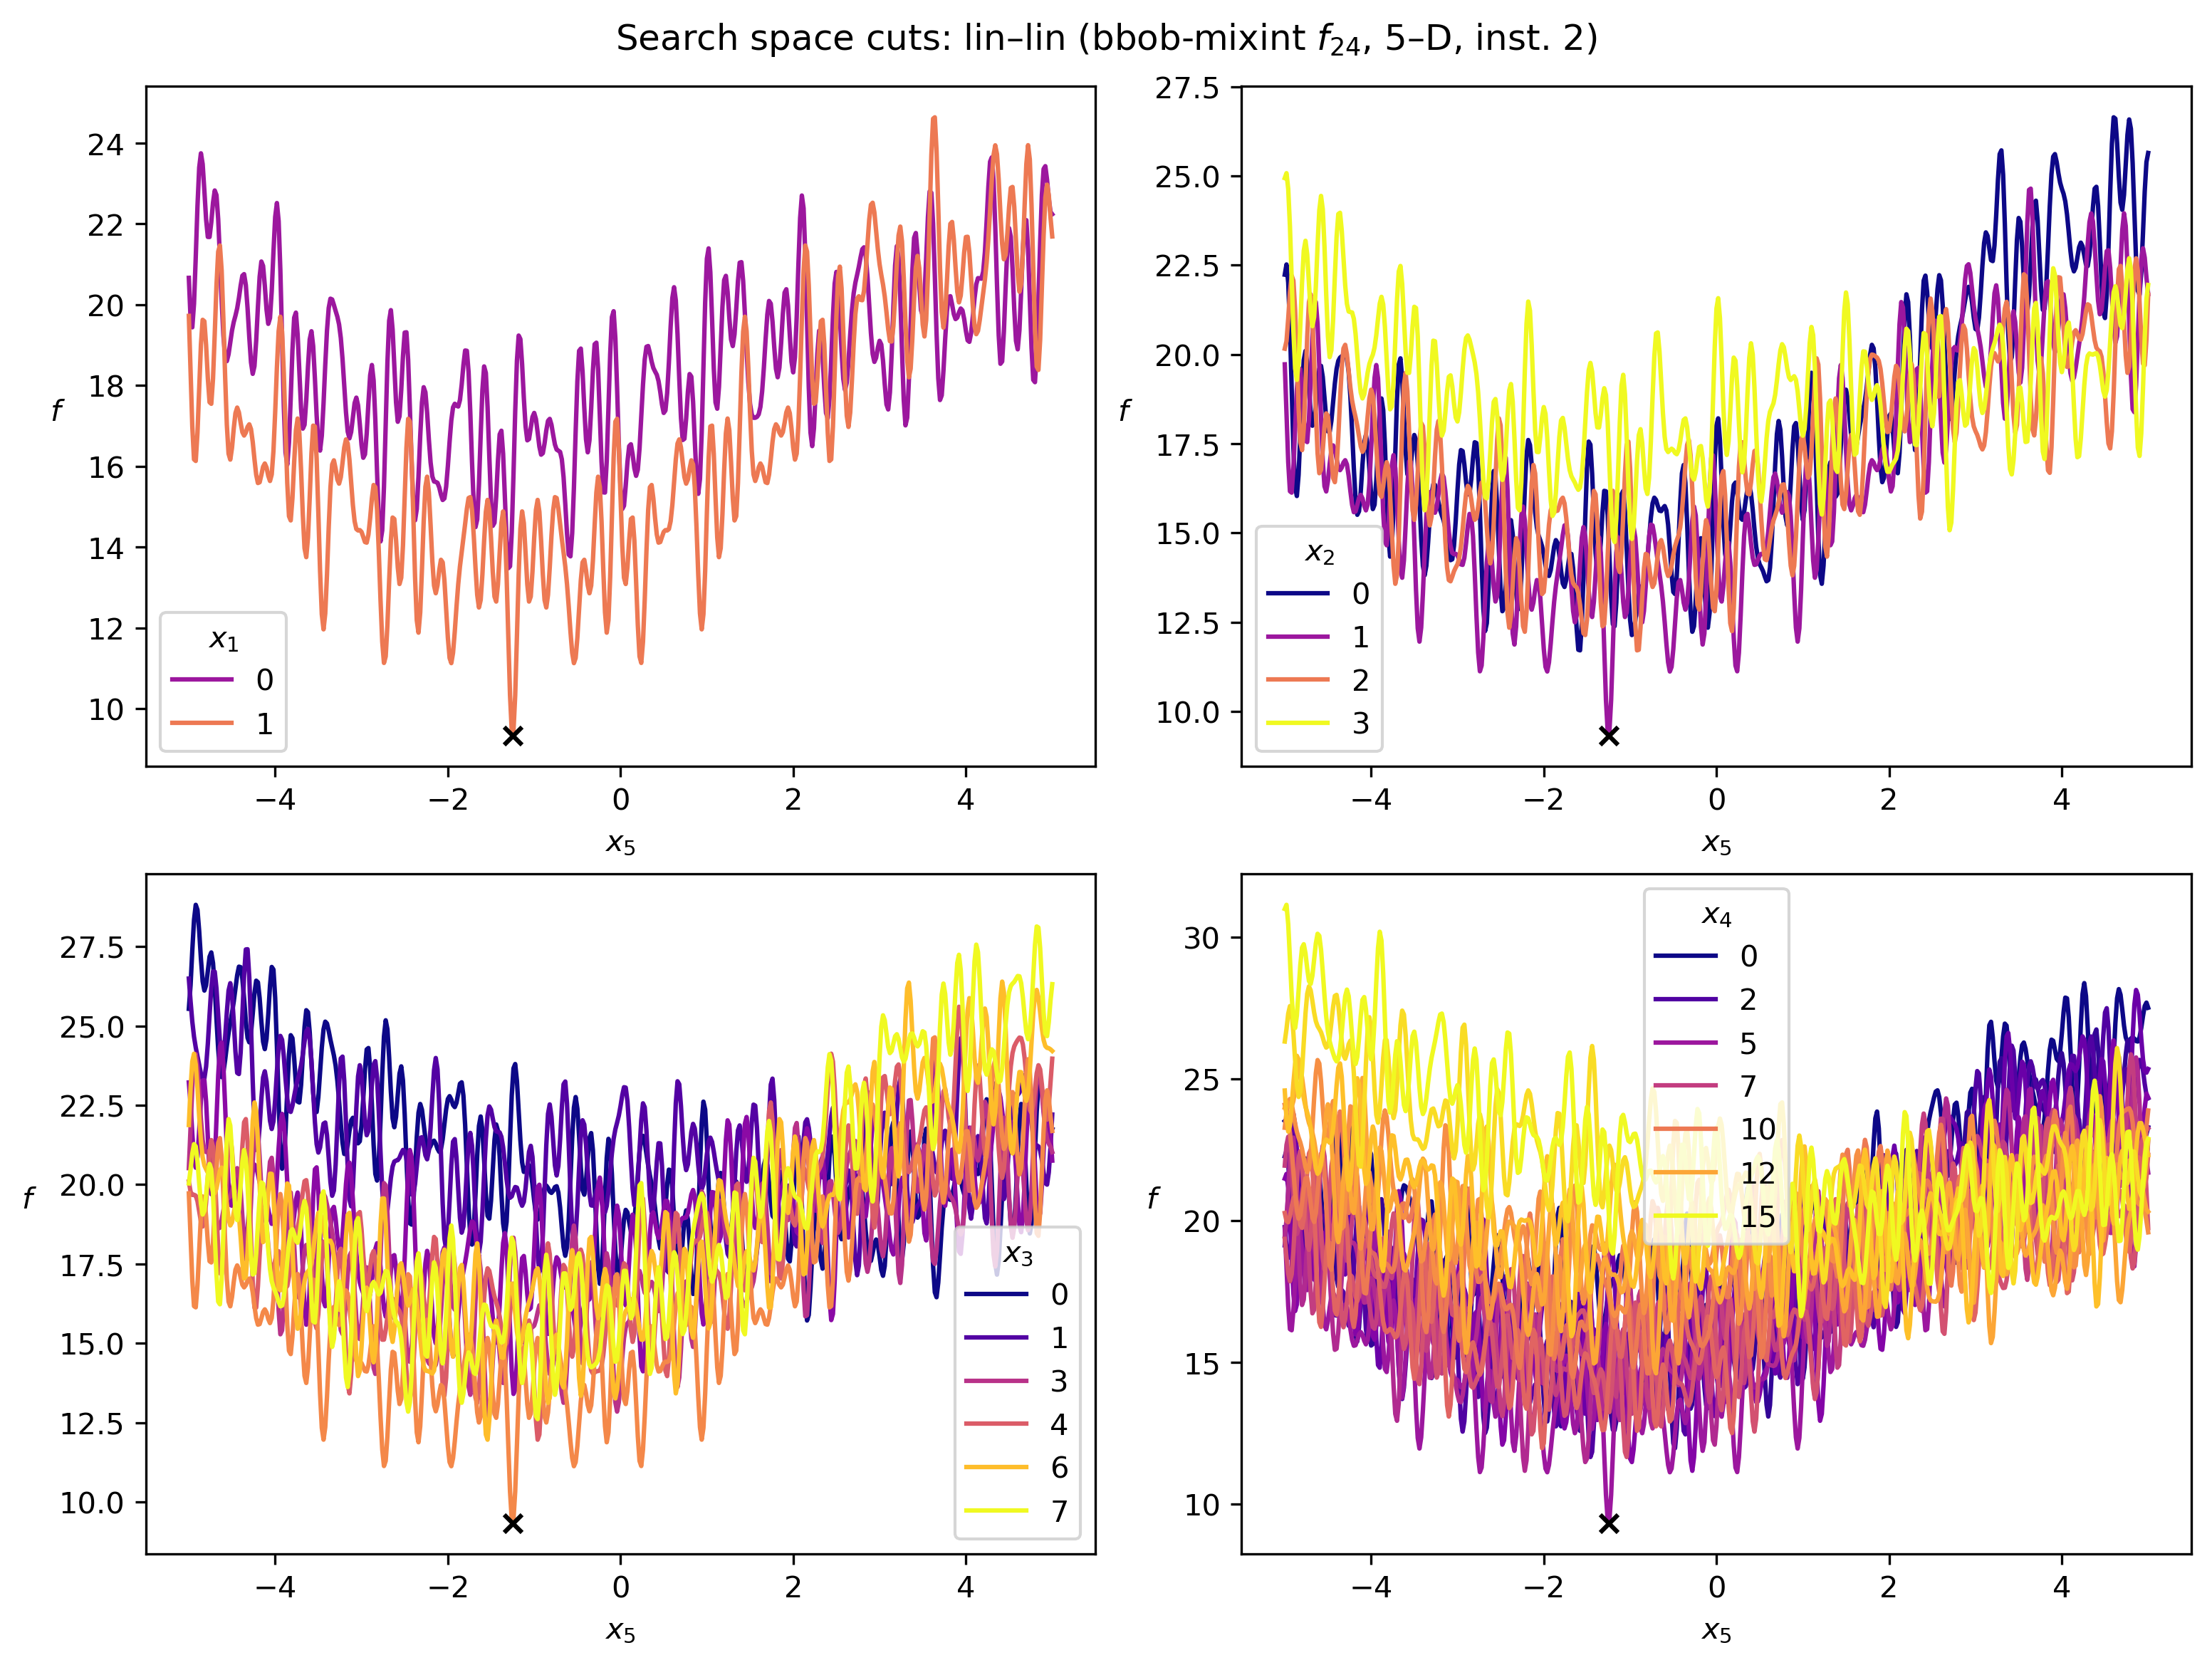 Search space cuts: lin–lin (bbob-mixint f₂₄, 5–D, inst. 2)
24
22
20
18
16
14
12
10
f
x₁
0
1
−4 −2 0 2 4
x₅
27.5
25.0
22.5
20.0
17.5
15.0
12.5
10.0
f
x₂
0
1
2
3
−4 −2 0 2 4
x₅
27.5
25.0
22.5
20.0
17.5
15.0
12.5
10.0
f
x₃
0
1
3
4
6
7
−4 −2 0 2 4
x₅
30
25
20
15
10
f
x₄
0
2
5
7
10
12
15
−4 −2 0 2 4
x₅